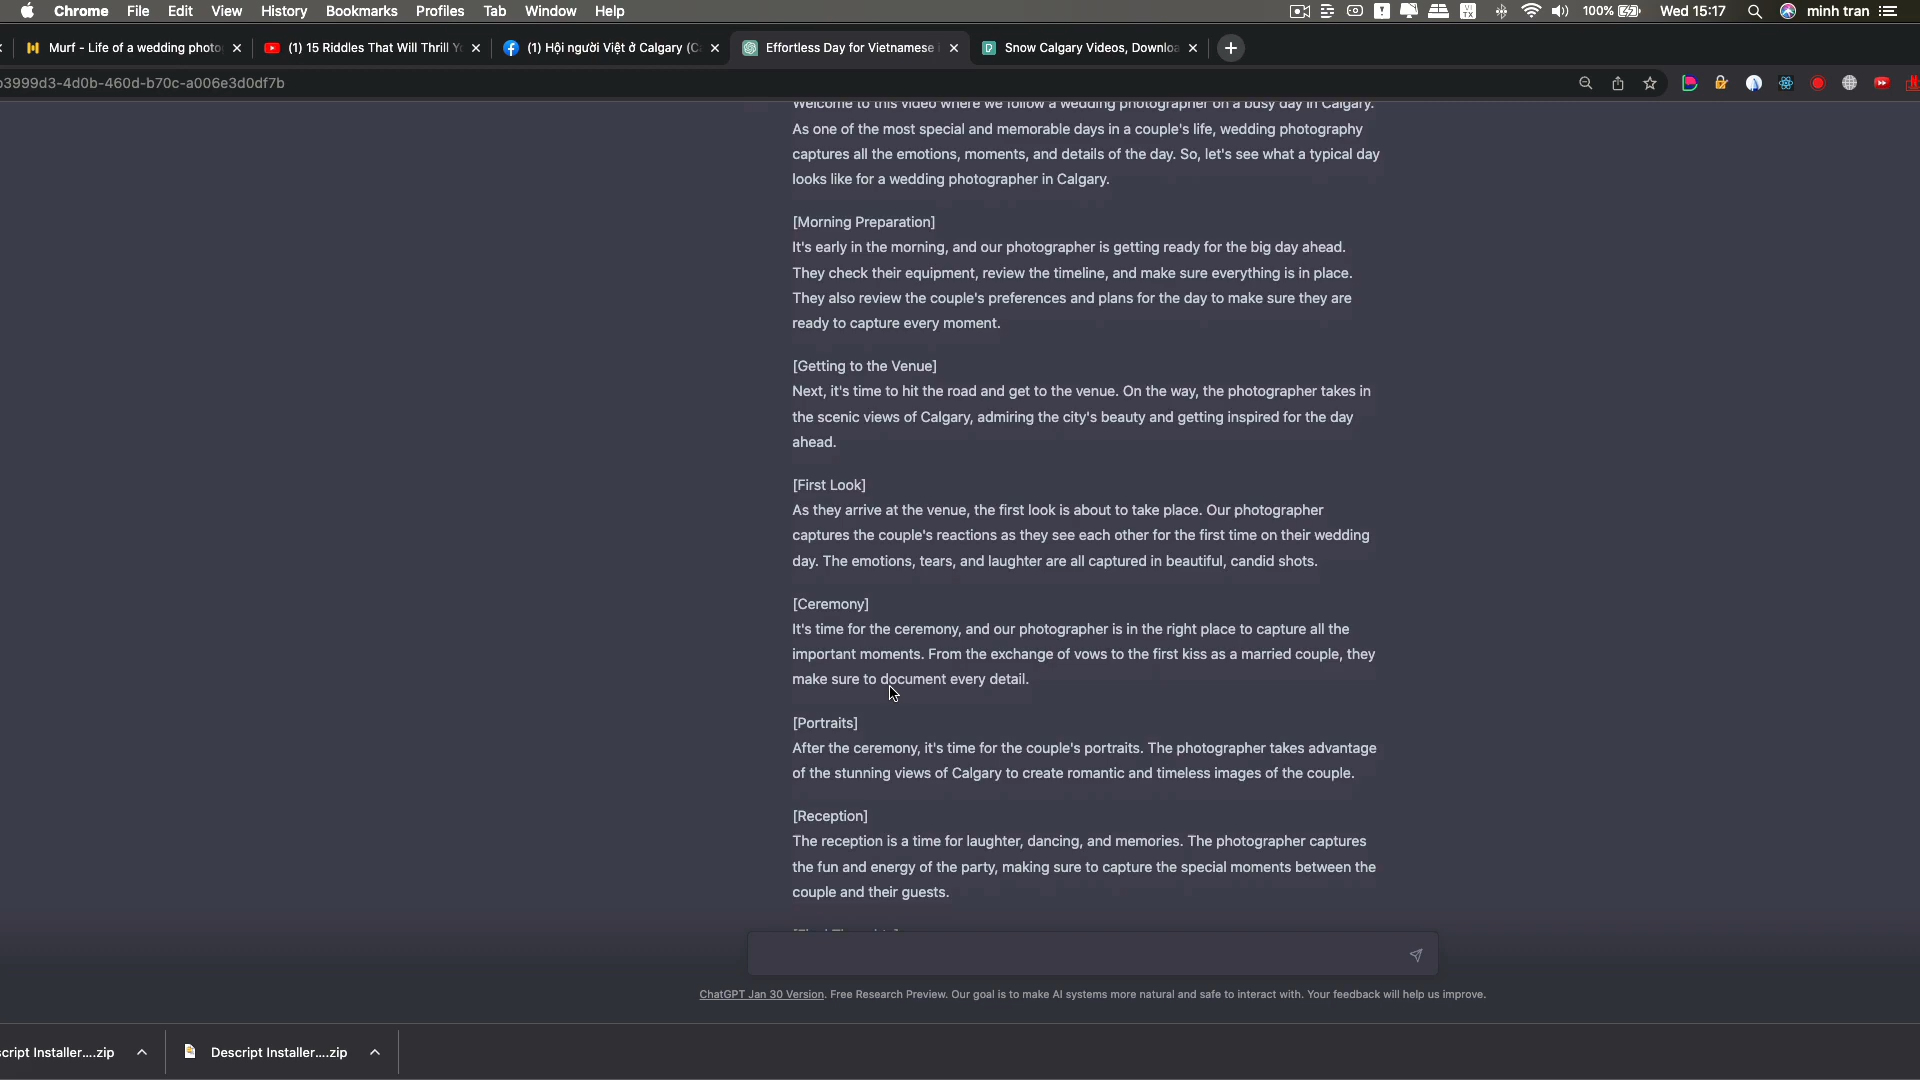 Chrome File Edit View History Bookmarks Profiles Tab Window Help 100% Wed 15:17 minh tran
Murf - Life of a wedding photo (1) 15 Riddles That Will Thrill Y (1) Hội người Việt ở Calgary (C Effortless Day for Vietnamese Snow Calgary Videos, Downlo
3999d3-4d0b-460d-b70c-a006e3d0df7b
Welcome to this video where we follow a wedding photographer on a busy day in Calgary.
As one of the most special and memorable days in a couple's life, wedding photography
captures all the emotions, moments, and details of the day. So, let's see what a typical day
looks like for a wedding photographer in Calgary.
[Morning Preparation]
It's early in the morning, and our photographer is getting ready for the big day ahead.
They check their equipment, review the timeline, and make sure everything is in place.
They also review the couple's preferences and plans for the day to make sure they are
ready to capture every moment.
[Getting to the Venue]
Next, it's time to hit the road and get to the venue. On the way, the photographer takes in
the scenic views of Calgary, admiring the city's beauty and getting inspired for the day
ahead.
[First Look]
As they arrive at the venue, the first look is about to take place. Our photographer
captures the couple's reactions as they see each other for the first time on their wedding
day. The emotions, tears, and laughter are all captured in beautiful, candid shots.
[Ceremony]
It's time for the ceremony, and our photographer is in the right place to capture all the
important moments. From the exchange of vows to the first kiss as a married couple, they
make sure to document every detail.
[Portraits]
After the ceremony, it's time for the couple's portraits. The photographer takes advantage
of the stunning views of Calgary to create romantic and timeless images of the couple.
[Reception]
The reception is a time for laughter, dancing, and memories. The photographer captures
the fun and energy of the party, making sure to capture the special moments between the
couple and their guests.
ChatGPT Jan 30 Version. Free Research Preview. Our goal is to make AI systems more natural and safe to interact with. Your feedback will help us improve.
cript Installer....zip Descript Installer....zip